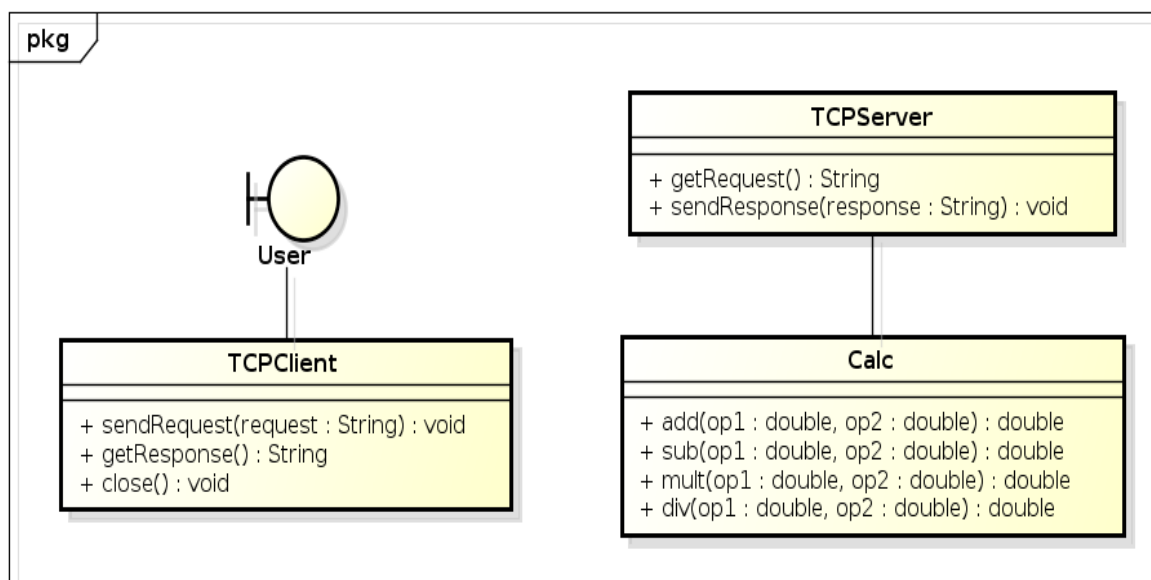 pkg
User
TCPClient
+ sendRequest(request : String) : void
+ getResponse() : String
+ close() : void
TCPServer
+ getRequest() : String
+ sendResponse(response : String) : void
Calc
+ add(op1 : double, op2 : double) : double
+ sub(op1 : double, op2 : double) : double
+ mult(op1 : double, op2 : double) : double
+ div(op1 : double, op2 : double) : double